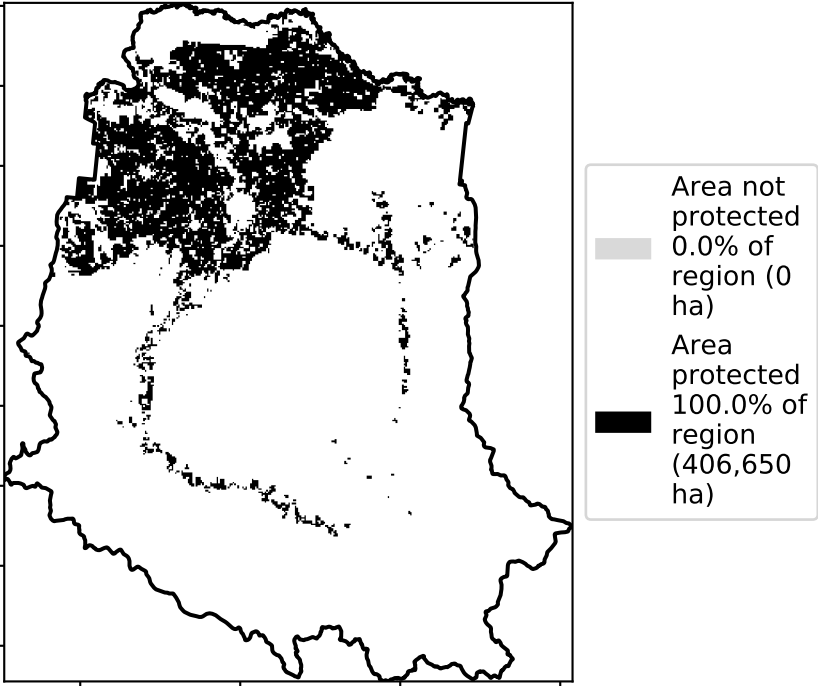 Area not
protected
0.0% of
region (0
ha)
Area
protected
100.0% of
region
(406,650
ha)